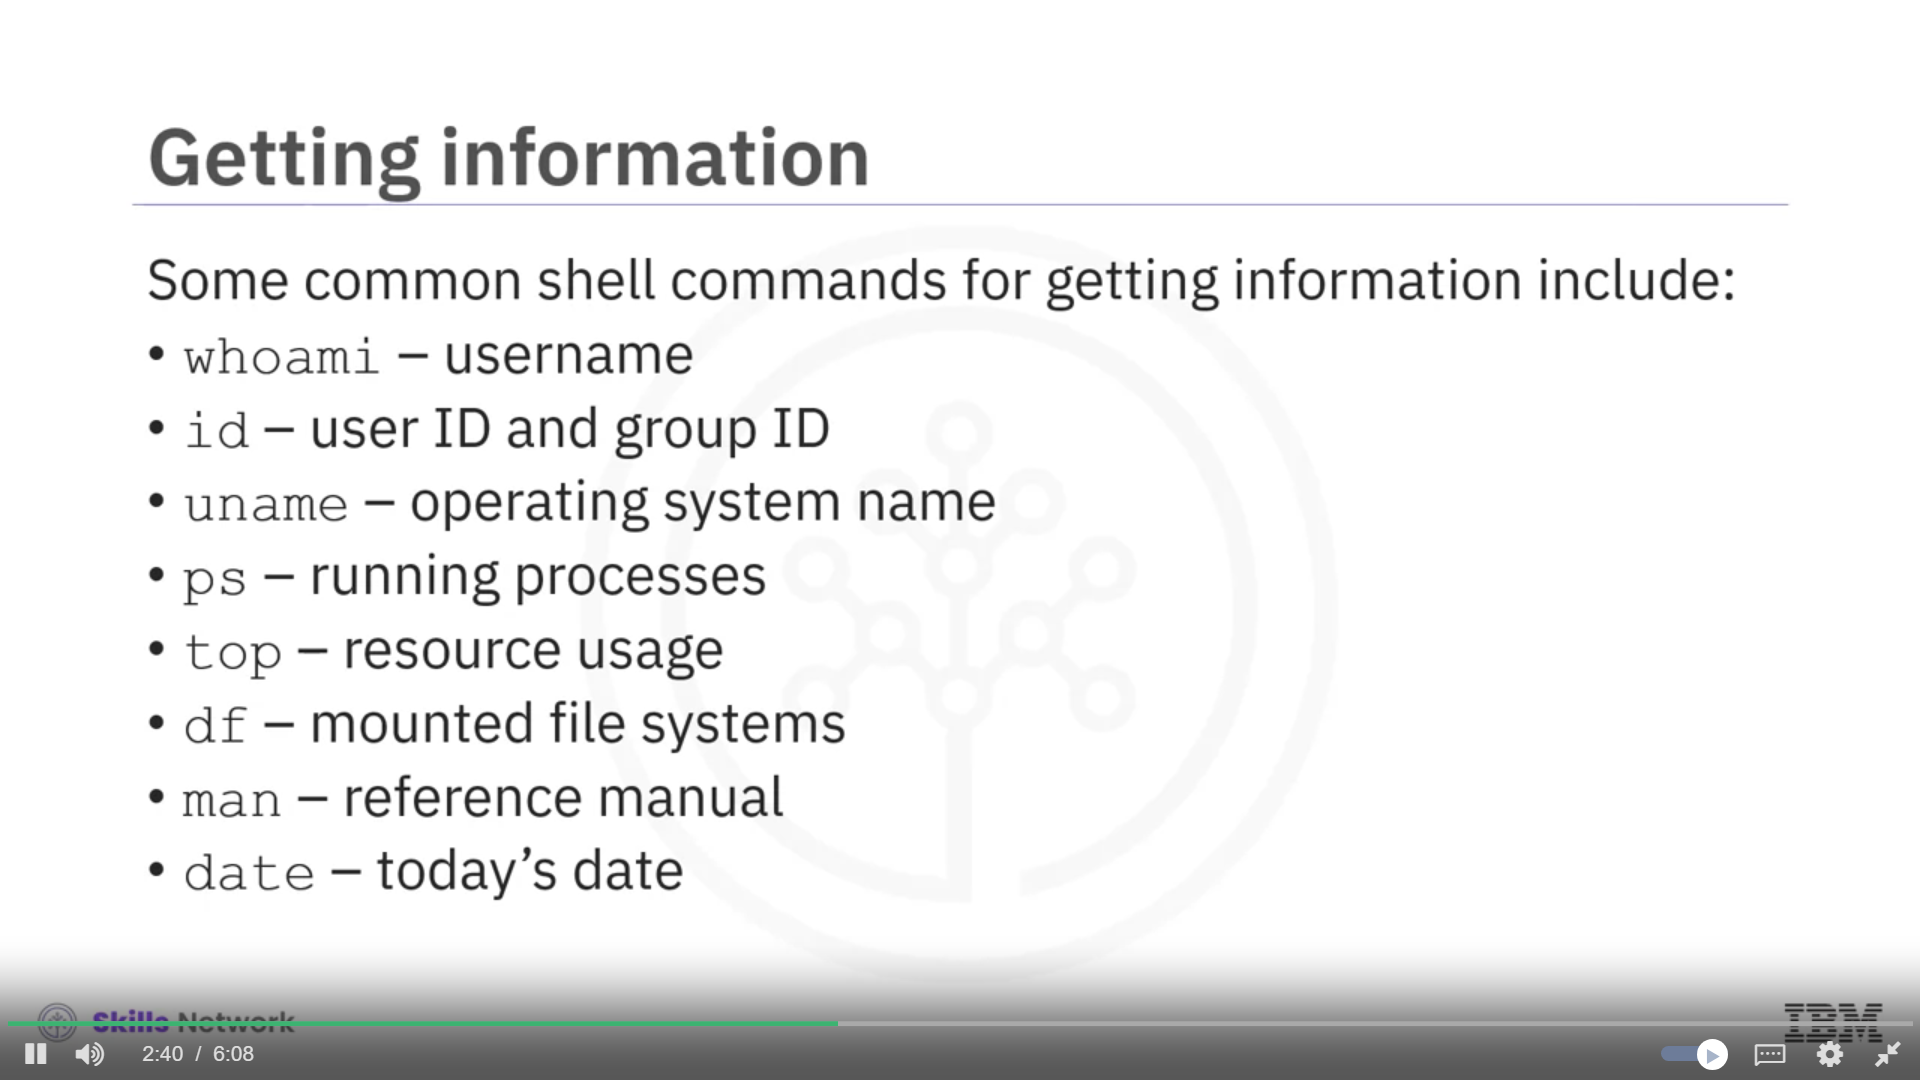 Getting information
Some common shell commands for getting information include:
• whoami – username
• id – user ID and group ID
• uname – operating system name
• ps – running processes
• top – resource usage
• df – mounted file systems
• man – reference manual
• date – today’s date
Skills Network
IBM
2:40 / 6:08